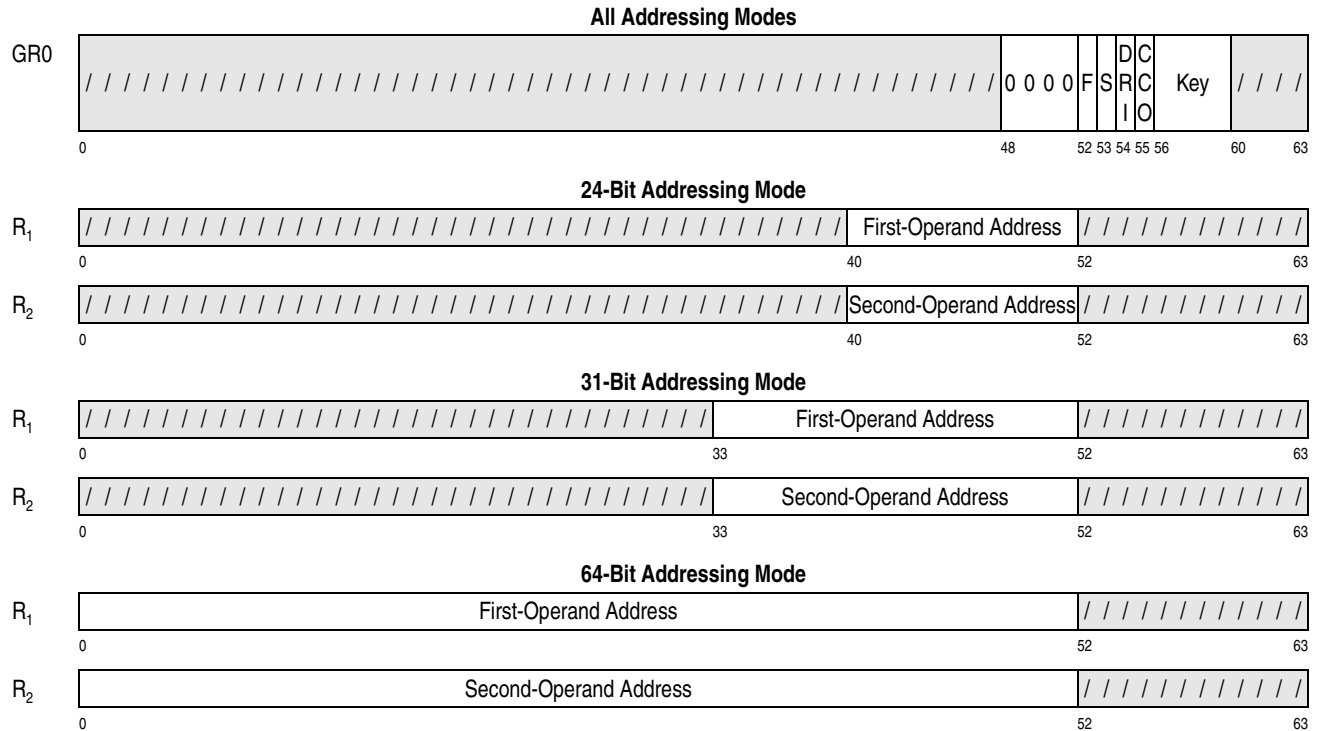 All Addressing Modes
GR0
/ / / / / / / / / / / / / / / / / / / / / / / / / / / / / / / / / / / / / / / / / / / / / / / / 0 0 0 0 F S DRI CCO Key / / / /
0 48 52 53 54 55 56 60 63
24-Bit Addressing Mode
R₁ / / / / / / / / / / / / / / / / / / / / / / / / / / / / / / / / / / / / / / / / First-Operand Address / / / / / / / / / / / /
0 40 52 63
R₂ / / / / / / / / / / / / / / / / / / / / / / / / / / / / / / / / / / / / / / / / Second-Operand Address / / / / / / / / / / / /
0 40 52 63
31-Bit Addressing Mode
R₁ / / / / / / / / / / / / / / / / / / / / / / / / / / / / / / / / / First-Operand Address / / / / / / / / / / / /
0 33 52 63
R₂ / / / / / / / / / / / / / / / / / / / / / / / / / / / / / / / / / Second-Operand Address / / / / / / / / / / / /
0 33 52 63
64-Bit Addressing Mode
R₁ First-Operand Address / / / / / / / / / / / /
0 52 63
R₂ Second-Operand Address / / / / / / / / / / / /
0 52 63